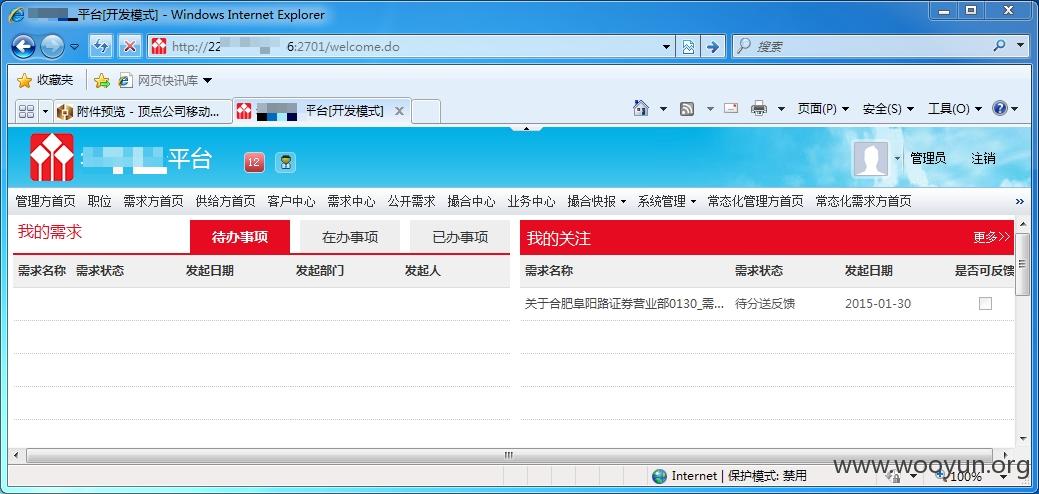 平台[开发模式] - Windows Internet Explorer
http://22 6:2701/welcome.do
搜索
收藏夹 网页快讯库
附件预览 - 顶点公司移动... 平台[开发模式] 页面(P) 安全(S) 工具(O)
平台 12 管理员 注销
管理方首页 职位 需求方首页 供给方首页 客户中心 需求中心 公开需求 撮合中心 业务中心 撮合快报 系统管理 常态化管理方首页 常态化需求方首页 »
我的需求 待办事项 在办事项 已办事项 我的关注 更多>>
需求名称 需求状态 发起日期 发起部门 发起人 需求名称 需求状态 发起日期 是否可反馈
关于合肥阜阳路证券营业部0130_需... 待分送反馈 2015-01-30
Internet | 保护模式: 禁用 100%
www.wooyun.org